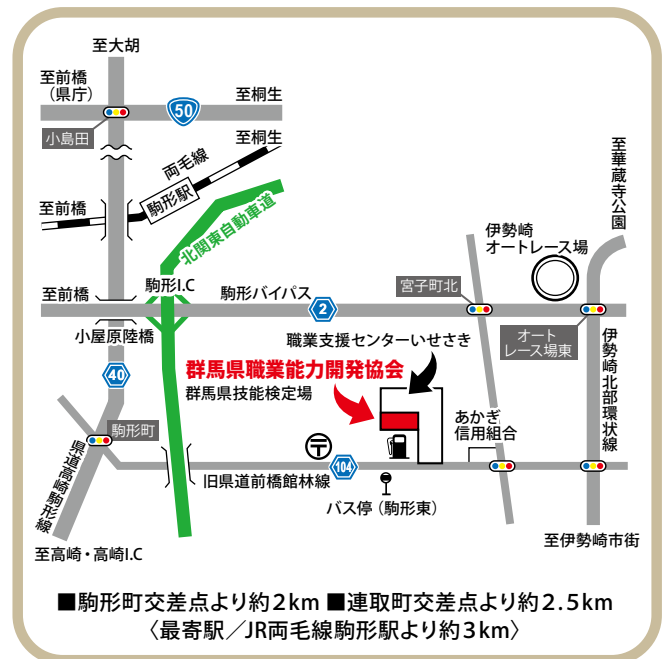 至大胡
至前橋
（県庁）
50
至桐生
小島田
至桐生
両毛線
駒形駅
至前橋
北関東自動車道
至華蔵寺公園
伊勢崎
オートレース場
駒形I.C
至前橋
駒形バイパス
2
宮子町北
小屋原陸橋
オート
レース場東
職業支援センターいせさき
伊勢崎北部環状線
40
群馬県職業能力開発協会
群馬県技能検定場
あかぎ
信用組合
駒形町
〒
104
県道高崎駒形線
旧県道前橋館林線
バス停（駒形東）
至高崎・高崎I.C
至伊勢崎市街
■駒形町交差点より約2km ■連取町交差点より約2.5km
〈最寄駅／JR両毛線駒形駅より約3km〉